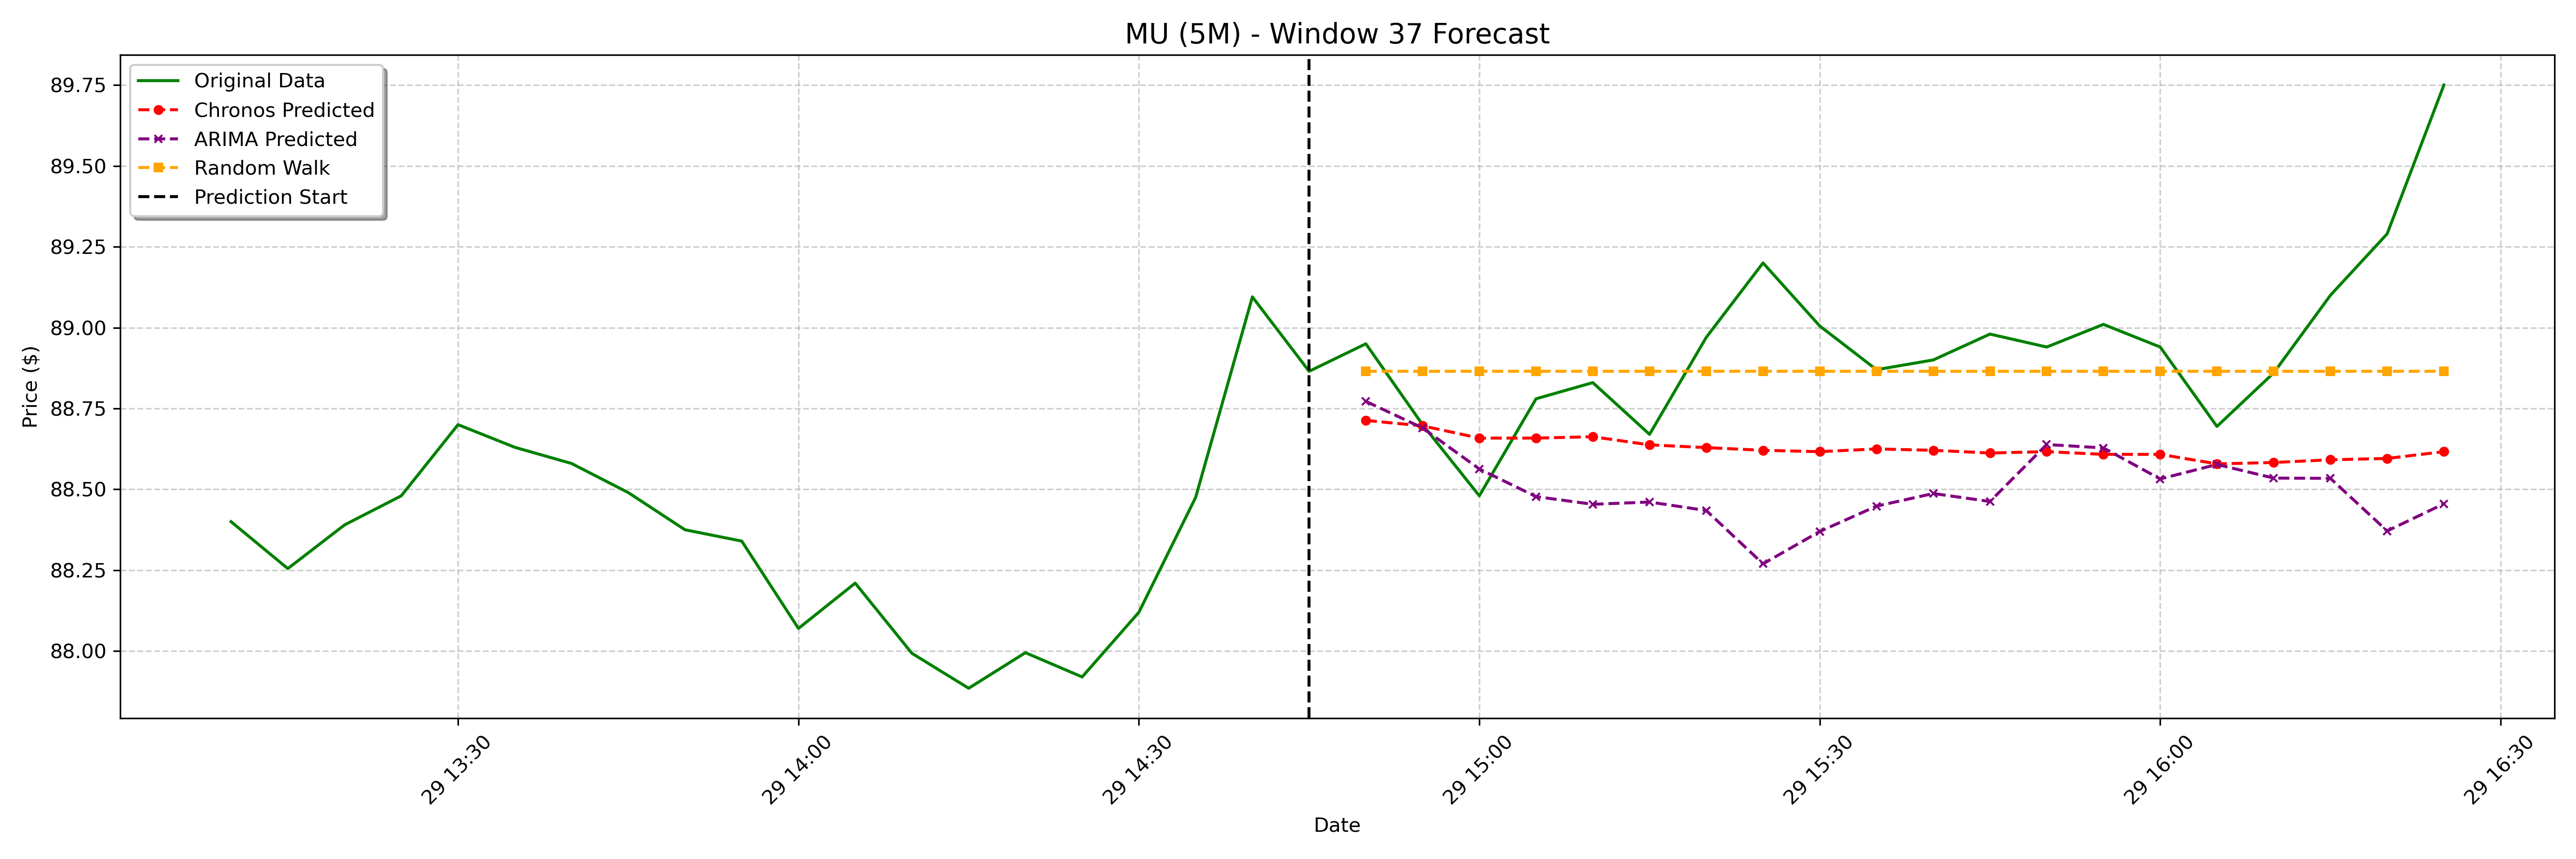 MU (5M) - Window 37 Forecast
Original Data
Chronos Predicted
ARIMA Predicted
Random Walk
Prediction Start
Price ($)
89.75
89.50
89.25
89.00
88.75
88.50
88.25
88.00
29 13:30
29 14:00
29 14:30
29 15:00
29 15:30
29 16:00
29 16:30
Date